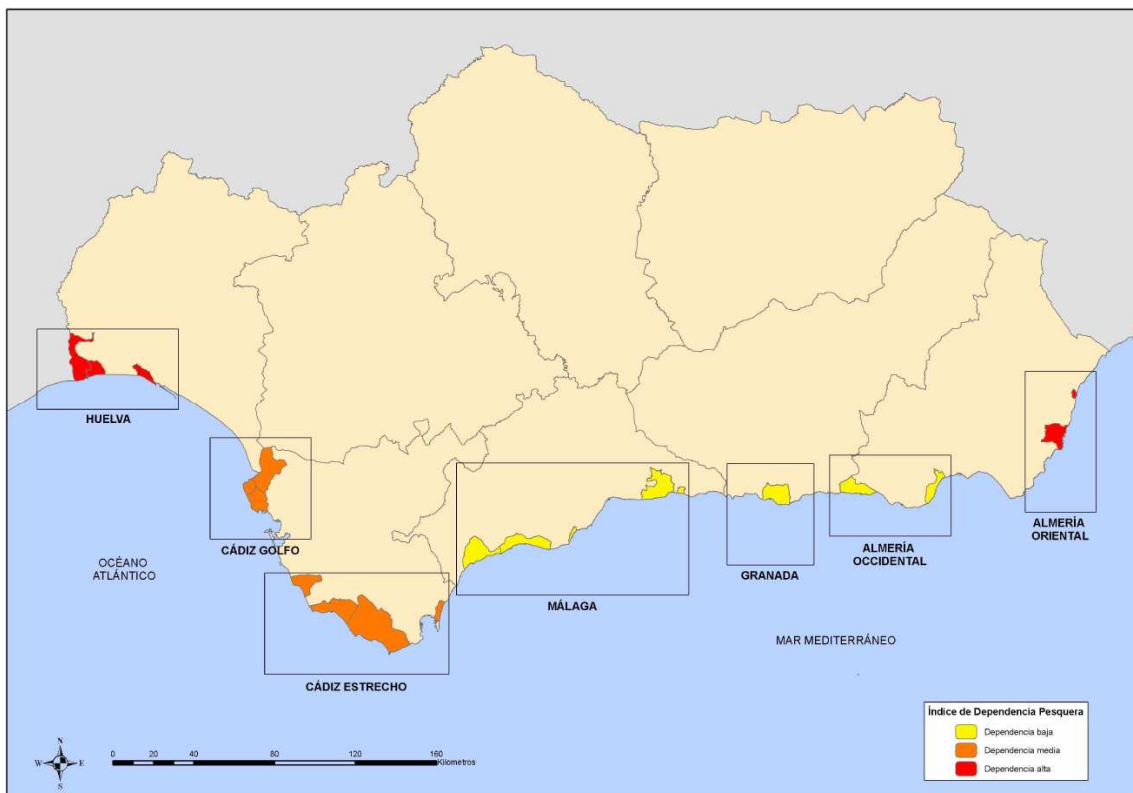 HUELVA
CÁDIZ GOLFO
OCÉANO
ATLÁNTICO
CÁDIZ ESTRECHO
MÁLAGA
GRANADA
ALMERÍA
OCCIDENTAL
ALMERÍA
ORIENTAL
MAR MEDITERRÁNEO
Índice de Dependencia Pesquera
Dependencia baja
Dependencia media
Dependencia alta
N
W E
S
0 20 40 80 120 160
Kilometros